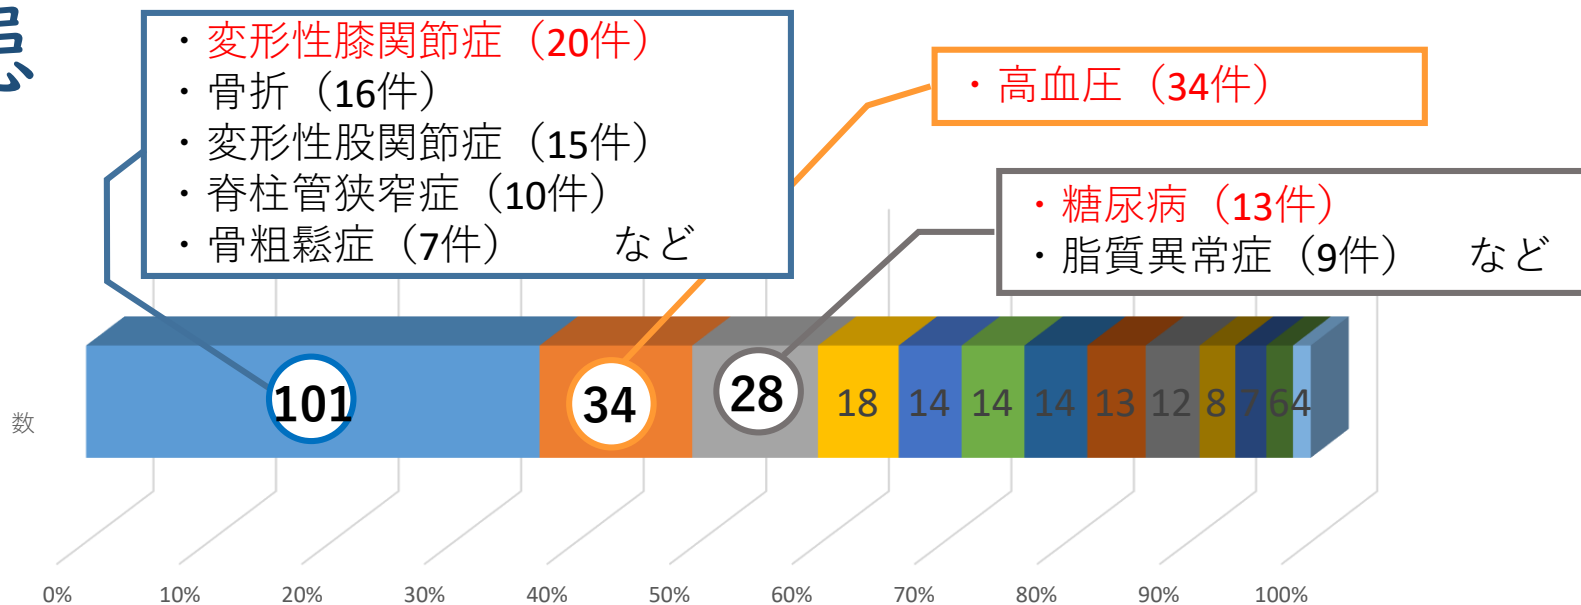 ・変形性膝関節症（20件）
・骨折（16件）
・変形性股関節症（15件）
・脊柱管狭窄症（10件）
・骨粗鬆症（7件）　　など
・高血圧（34件）
・糖尿病（13件）
・脂質異常症（9件）　など
101 34 28 18 14 14 14 13 12 8 7 6 4
数
0% 10% 20% 30% 40% 50% 60% 70% 80% 90% 100%